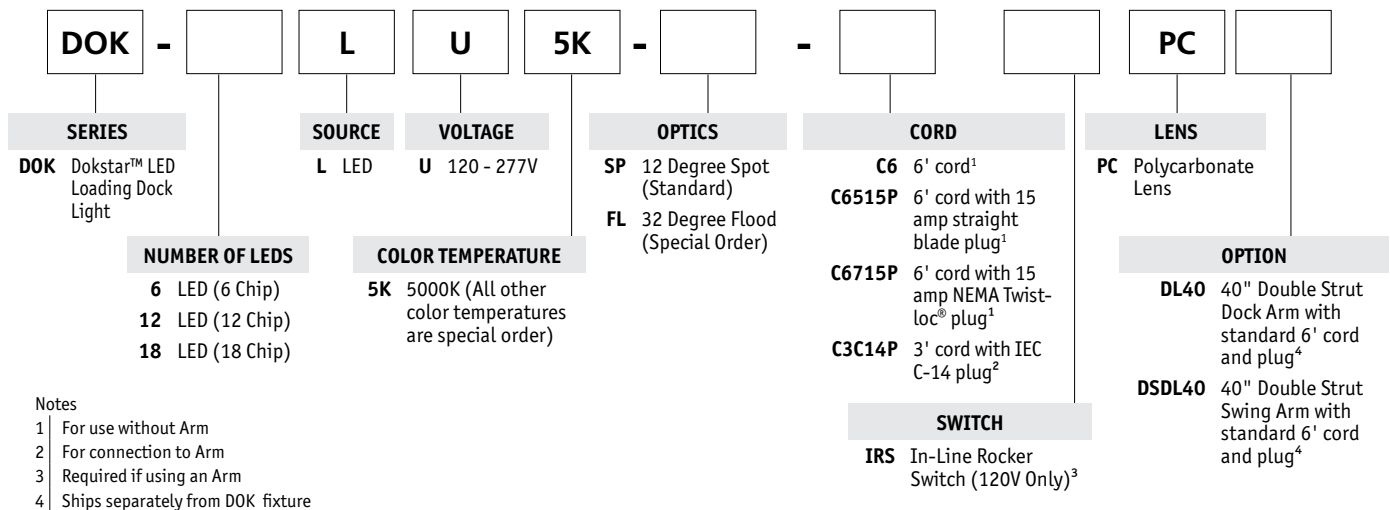 DOK - L U 5K - - PC
SERIES
DOK Dokstar™ LED
Loading Dock
Light
NUMBER OF LEDS
6 LED (6 Chip)
12 LED (12 Chip)
18 LED (18 Chip)
SOURCE
L LED
VOLTAGE
U 120 - 277V
COLOR TEMPERATURE
5K 5000K (All other
color temperatures
are special order)
OPTICS
SP 12 Degree Spot
(Standard)
FL 32 Degree Flood
(Special Order)
CORD
C6 6' cord¹
C6515P 6' cord with 15
amp straight
blade plug¹
C6715P 6' cord with 15
amp NEMA Twist-
loc® plug¹
C3C14P 3' cord with IEC
C-14 plug²
SWITCH
IRS In-Line Rocker
Switch (120V Only)³
LENS
PC Polycarbonate
Lens
OPTION
DL40 40" Double Strut
Dock Arm with
standard 6' cord
and plug⁴
DSDL40 40" Double Strut
Swing Arm with
standard 6' cord
and plug⁴
Notes
1 For use without Arm
2 For connection to Arm
3 Required if using an Arm
4 Ships separately from DOK fixture